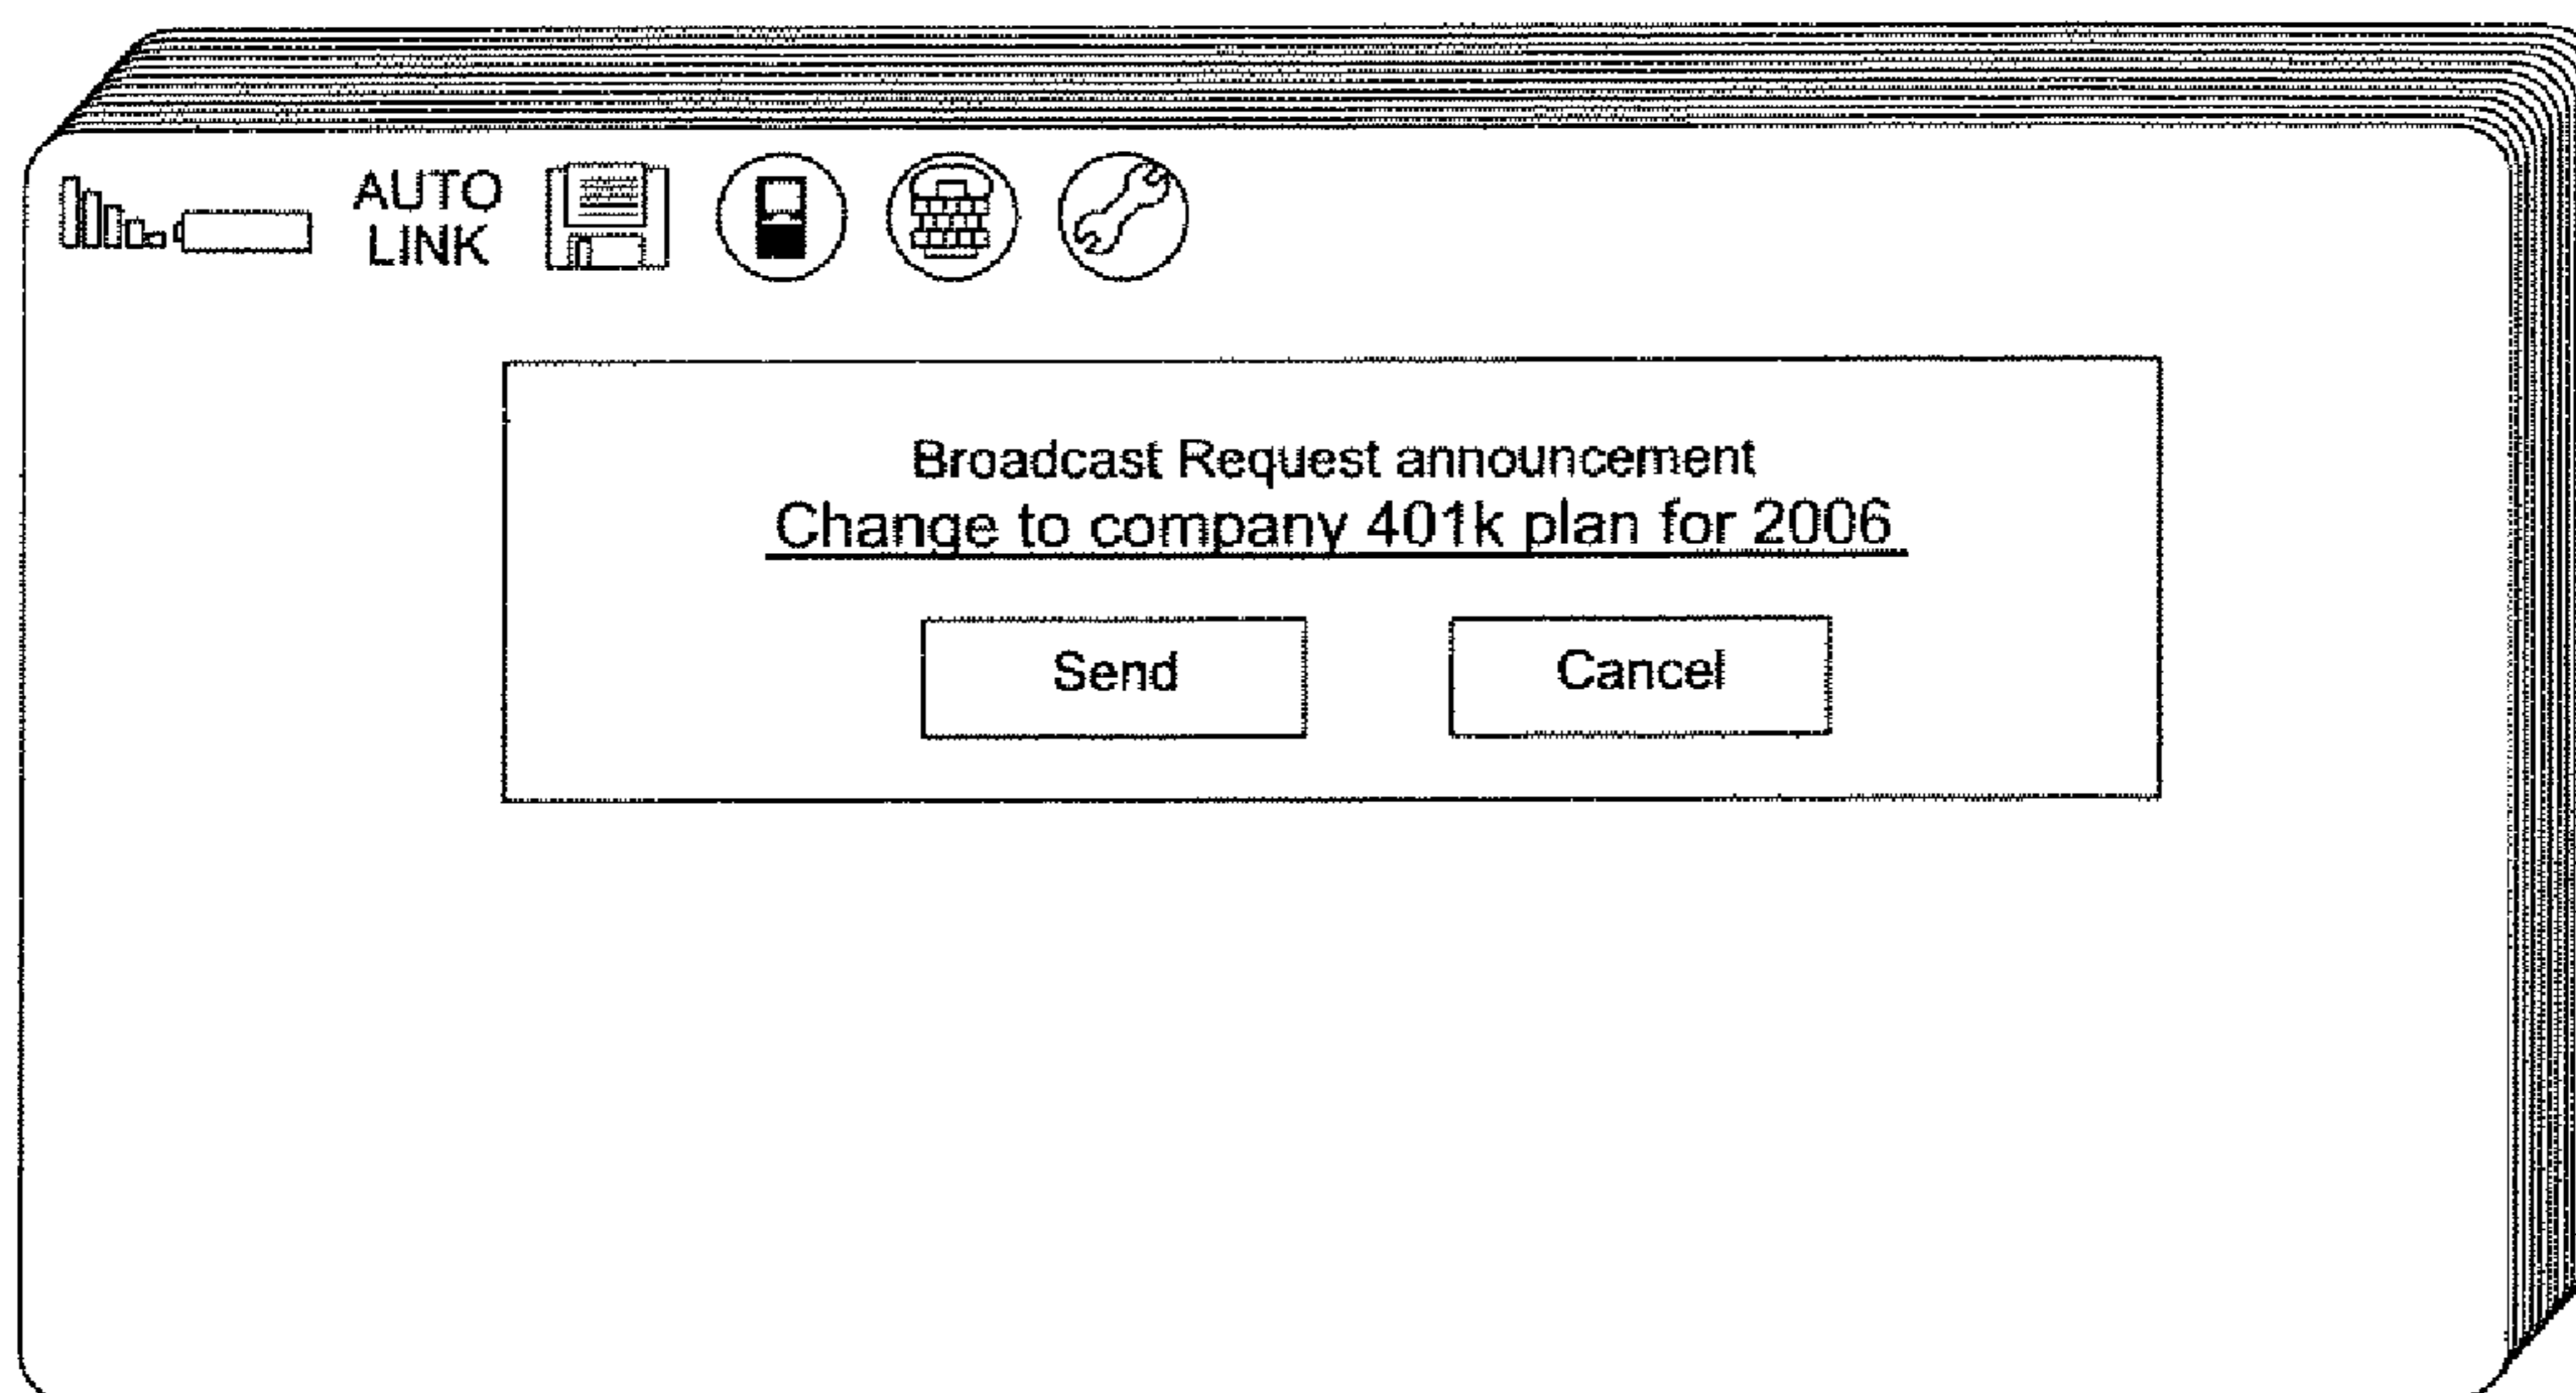 AUTO
LINK
Broadcast Request announcement
Change to company 401k plan for 2006
Send
Cancel